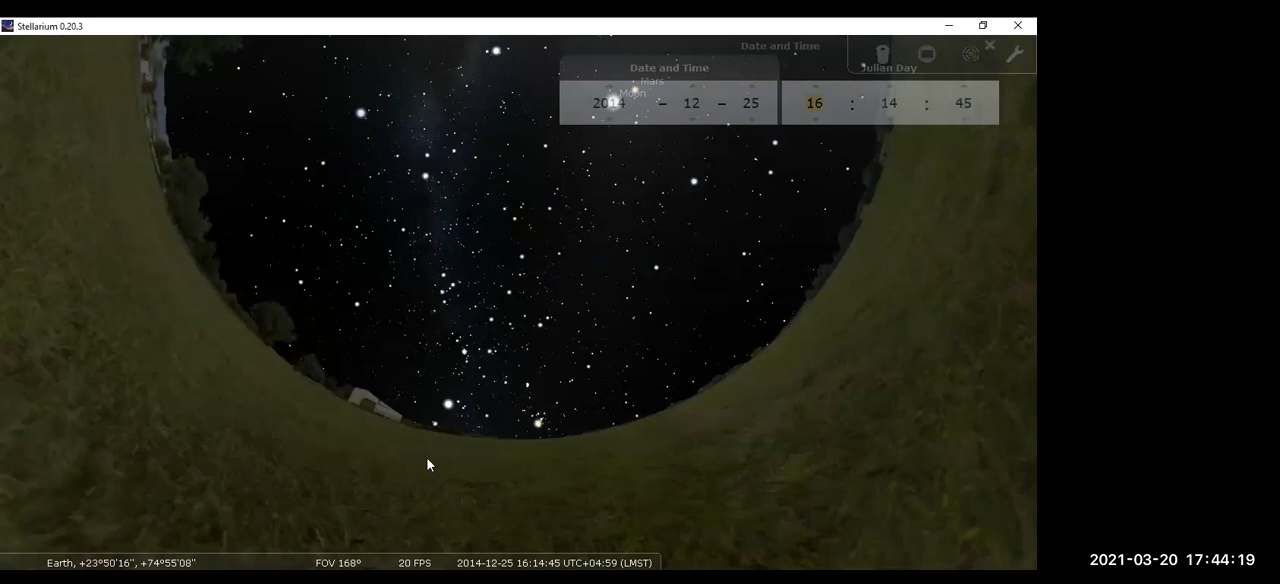 Stellarium 0.20.3
Date and Time
Date and Time
Julian Day
Mars
Moon
2014 – 12 – 25 16 : 14 : 45
Earth, +23°50'16", +74°55'08" FOV 168° 20 FPS 2014-12-25 16:14:45 UTC+04:59 (LMST)
2021-03-20 17:44:19